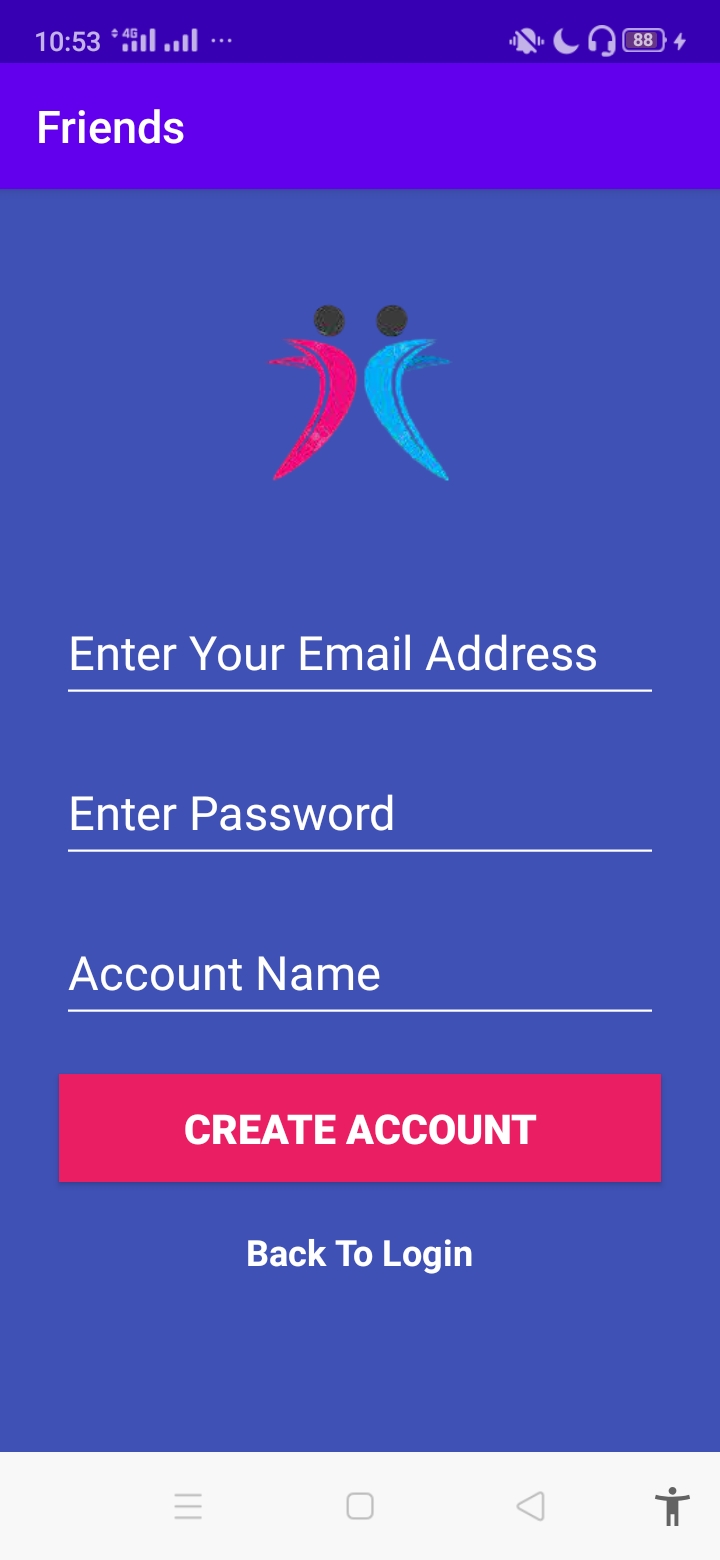 10:53 4G ... 88
Friends
Enter Your Email Address
Enter Password
Account Name
CREATE ACCOUNT
Back To Login